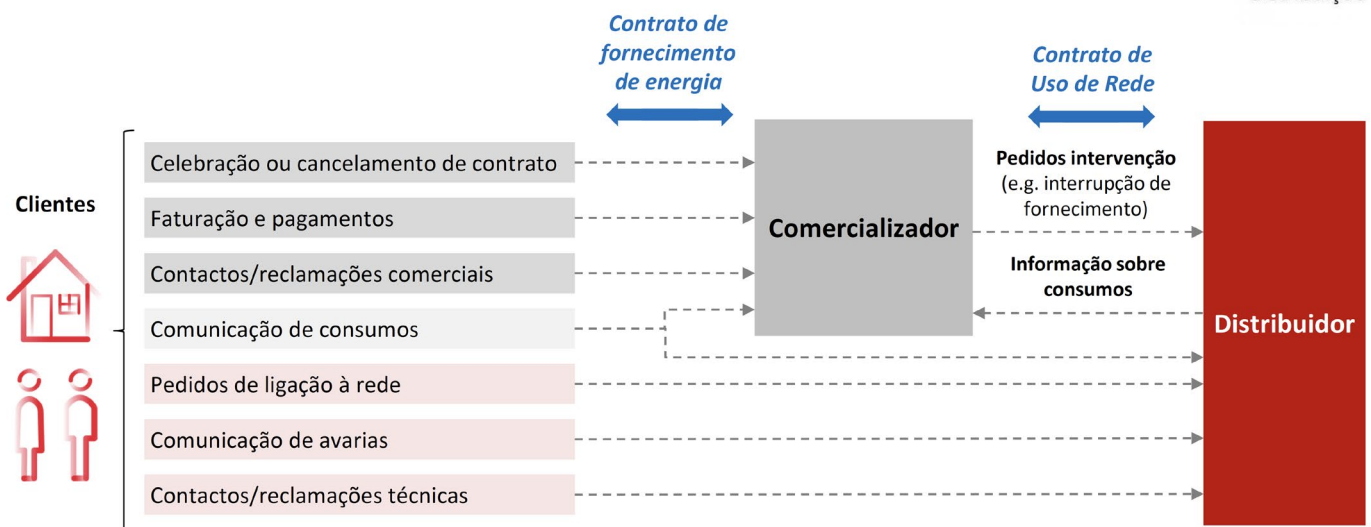 Contrato de
fornecimento
de energia
Contrato de
Uso de Rede
Clientes
Celebração ou cancelamento de contrato
Faturação e pagamentos
Contactos/reclamações comerciais
Comunicação de consumos
Pedidos de ligação à rede
Comunicação de avarias
Contactos/reclamações técnicas
Comercializador
Pedidos intervenção
(e.g. interrupção de
fornecimento)
Informação sobre
consumos
Distribuidor